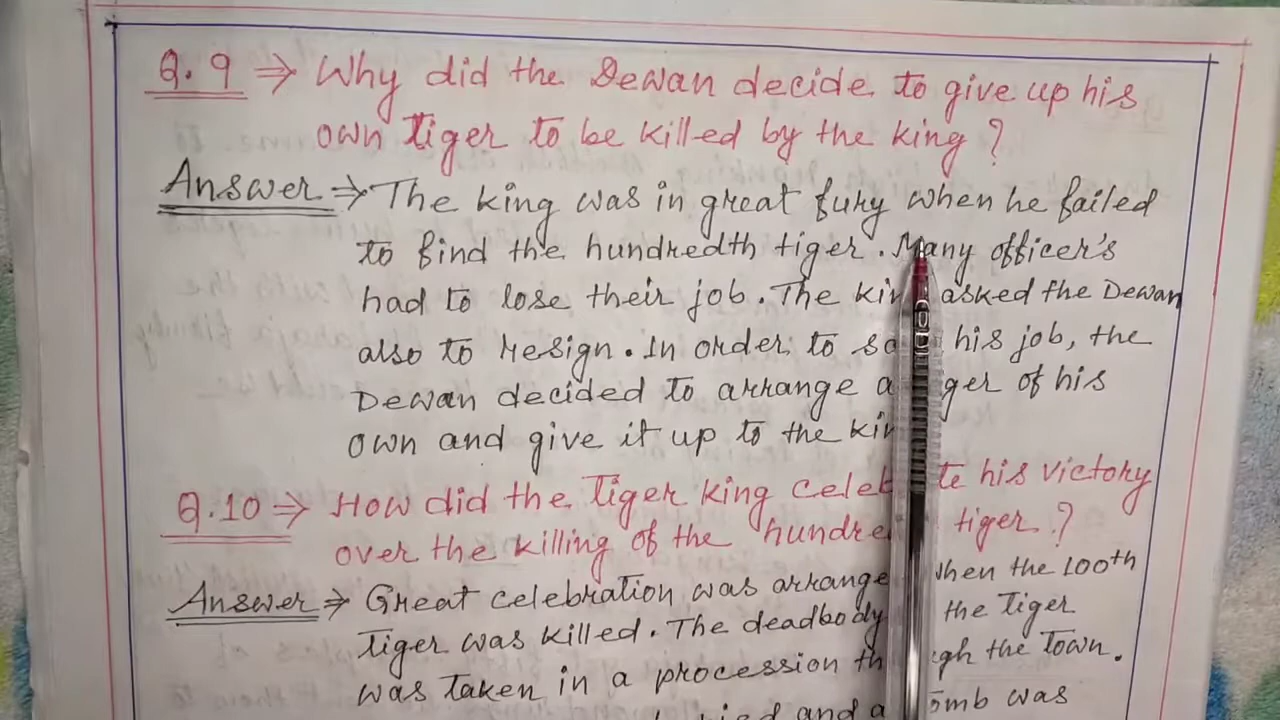 Q.9 ⇒ Why did the Dewan decide to give up his
own tiger to be killed by the king?
Answer ⇒ The king was in great fury when he failed
to find the hundredth tiger. Many officer's
had to lose their job. The asked the Dewan
also to resign. In order to his job, the
Dewan decided to arrange a of his
own and give it up to the
Q.10 ⇒ How did the Tiger King his victory
over the killing of the tiger?
Answer ⇒ Great celebration was when the 100th
tiger was killed. The deadbody the tiger
was taken in a procession the town.
and a was